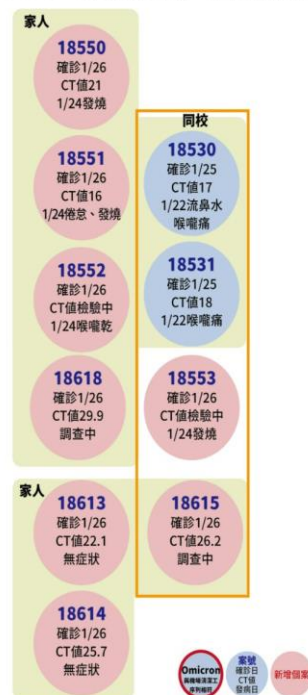 家人
18550
確診1/26
CT值21
1/24發燒
18551
確診1/26
CT值16
1/24倦怠、發燒
18552
確診1/26
CT值檢驗中
1/24喉嚨乾
18618
確診1/26
CT值29.9
調查中
同校
18530
確診1/25
CT值17
1/22流鼻水
喉嚨痛
18531
確診1/25
CT值18
1/22喉嚨痛
18553
確診1/26
CT值檢驗中
1/24發燒
家人
18613
確診1/26
CT值22.1
無症狀
18614
確診1/26
CT值25.7
無症狀
18615
確診1/26
CT值26.2
調查中
Omicron
案號
確診日
CT值
發病日